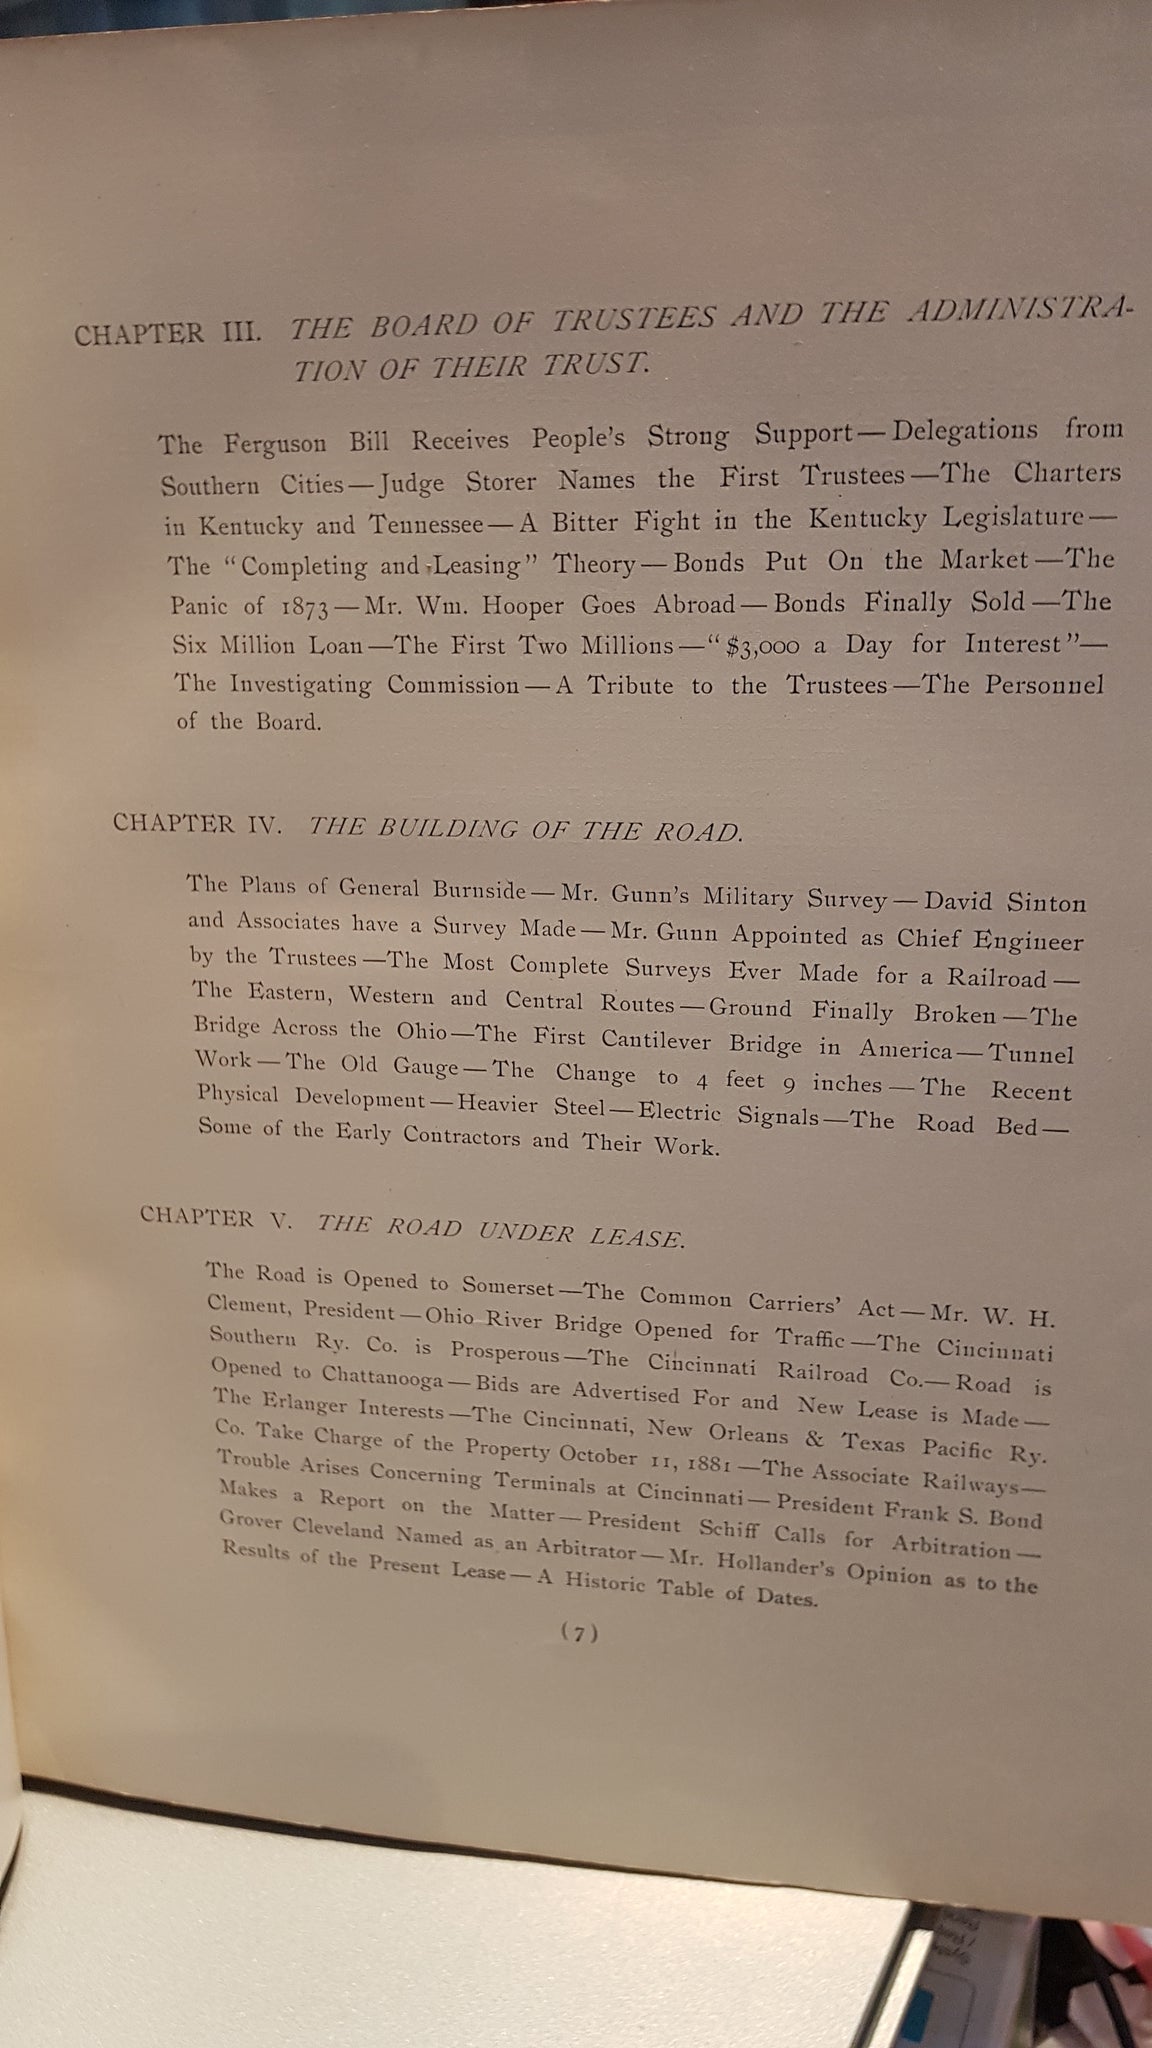 CHAPTER III. THE BOARD OF TRUSTEES AND THE ADMINISTRA-
TION OF THEIR TRUST.
The Ferguson Bill Receives People's Strong Support—Delegations from
Southern Cities—Judge Storer Names the First Trustees—The Charters
in Kentucky and Tennessee—A Bitter Fight in the Kentucky Legislature—
The "Completing and Leasing" Theory—Bonds Put On the Market—The
Panic of 1873—Mr. Wm. Hooper Goes Abroad—Bonds Finally Sold—The
Six Million Loan—The First Two Millions—"$3,000 a Day for Interest"—
The Investigating Commission—A Tribute to the Trustees—The Personnel
of the Board.
CHAPTER IV. THE BUILDING OF THE ROAD.
The Plans of General Burnside—Mr. Gunn's Military Survey—David Sinton
and Associates have a Survey Made—Mr. Gunn Appointed as Chief Engineer
by the Trustees—The Most Complete Surveys Ever Made for a Railroad—
The Eastern, Western and Central Routes—Ground Finally Broken—The
Bridge Across the Ohio—The First Cantilever Bridge in America—Tunnel
Work—The Old Gauge—The Change to 4 feet 9 inches—The Recent
Physical Development—Heavier Steel—Electric Signals—The Road Bed—
Some of the Early Contractors and Their Work.
CHAPTER V. THE ROAD UNDER LEASE.
The Road is Opened to Somerset—The Common Carriers' Act—Mr. W. H.
Clement, President—Ohio River Bridge Opened for Traffic—The Cincinnati
Southern Ry. Co. is Prosperous—The Cincinnati Railroad Co.—Road is
Opened to Chattanooga—Bids are Advertised For and New Lease is Made—
The Erlanger Interests—The Cincinnati, New Orleans & Texas Pacific Ry.
Co. Take Charge of the Property October 11, 1881—The Associate Railways—
Trouble Arises Concerning Terminals at Cincinnati—President Frank S. Bond
Makes a Report on the Matter—President Schiff Calls for Arbitration—
Grover Cleveland Named as an Arbitrator—Mr. Hollander's Opinion as to the
Results of the Present Lease—A Historic Table of Dates.
(7)